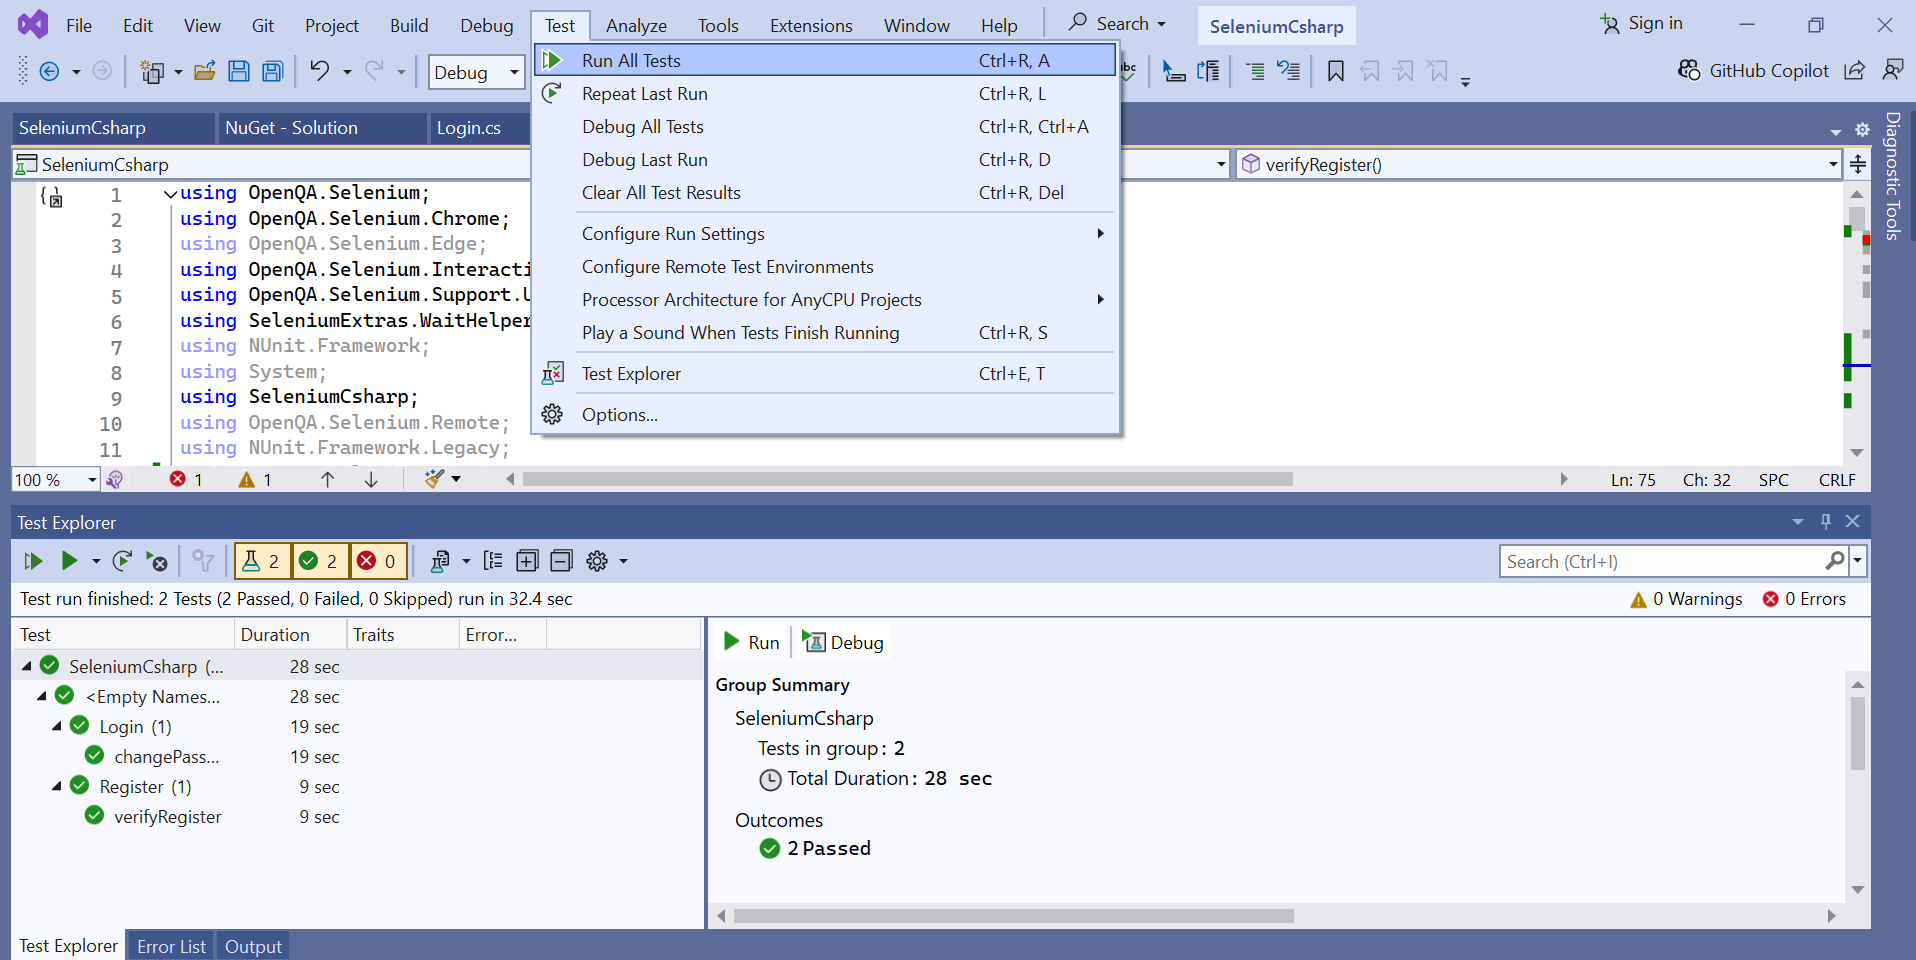 File Edit View Git Project Build Debug Test Analyze Tools Extensions Window Help Search SeleniumCsharp Sign in
Debug GitHub Copilot
Run All Tests Ctrl+R, A
Repeat Last Run Ctrl+R, L
Debug All Tests Ctrl+R, Ctrl+A
Debug Last Run Ctrl+R, D
Clear All Test Results Ctrl+R, Del
Configure Run Settings
Configure Remote Test Environments
Processor Architecture for AnyCPU Projects
Play a Sound When Tests Finish Running Ctrl+R, S
Test Explorer Ctrl+E, T
Options...
SeleniumCsharp NuGet - Solution Login.cs
SeleniumCsharp verifyRegister()
Diagnostic Tools
1 using OpenQA.Selenium;
2 using OpenQA.Selenium.Chrome;
3 using OpenQA.Selenium.Edge;
4 using OpenQA.Selenium.Interacti
5 using OpenQA.Selenium.Support.U
6 using SeleniumExtras.WaitHelper
7 using NUnit.Framework;
8 using System;
9 using SeleniumCsharp;
10 using OpenQA.Selenium.Remote;
11 using NUnit.Framework.Legacy;
100 % 1 1 Ln: 75 Ch: 32 SPC CRLF
Test Explorer
2 2 0 Search (Ctrl+I)
Test run finished: 2 Tests (2 Passed, 0 Failed, 0 Skipped) run in 32.4 sec 0 Warnings 0 Errors
Test Duration Traits Error...
SeleniumCsharp (... 28 sec
<Empty Names... 28 sec
Login (1) 19 sec
changePass... 19 sec
Register (1) 9 sec
verifyRegister 9 sec
Run Debug
Group Summary
SeleniumCsharp
Tests in group: 2
Total Duration: 28 sec
Outcomes
2 Passed
Test Explorer Error List Output